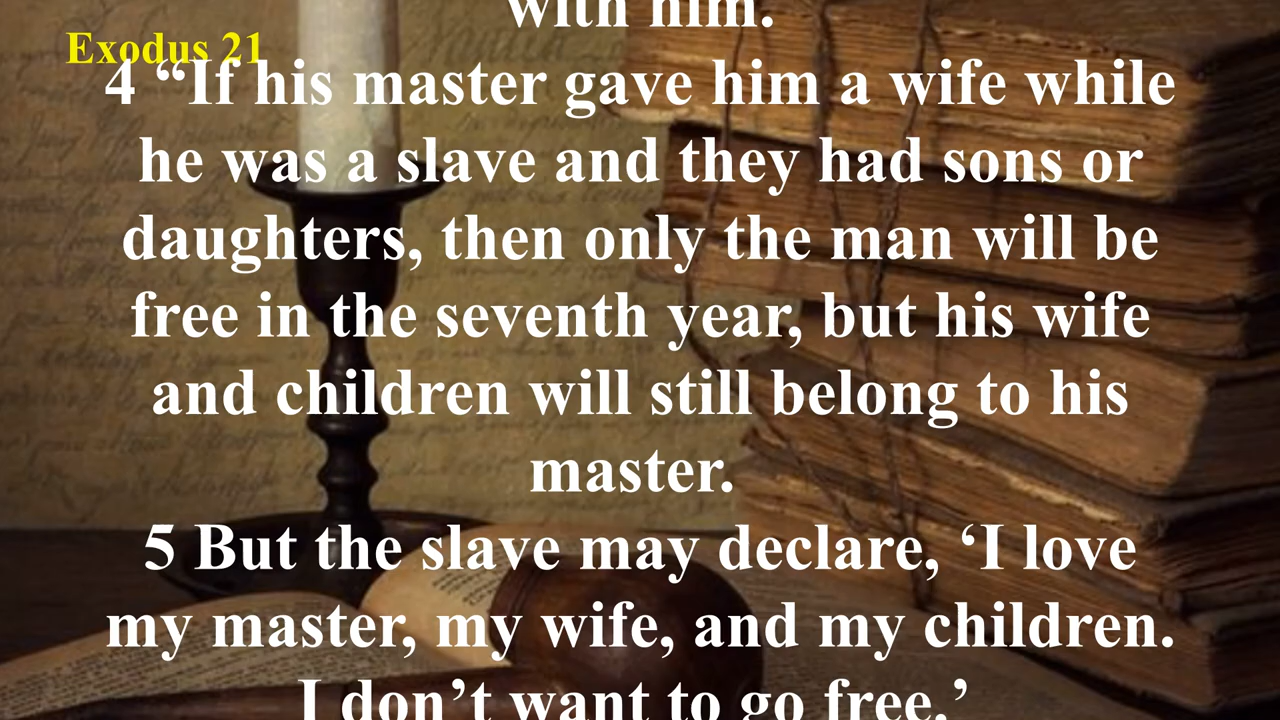 with him.
Exodus 21
4 “If his master gave him a wife while
he was a slave and they had sons or
daughters, then only the man will be
free in the seventh year, but his wife
and children will still belong to his
master.
5 But the slave may declare, ‘I love
my master, my wife, and my children.
I don’t want to go free.’